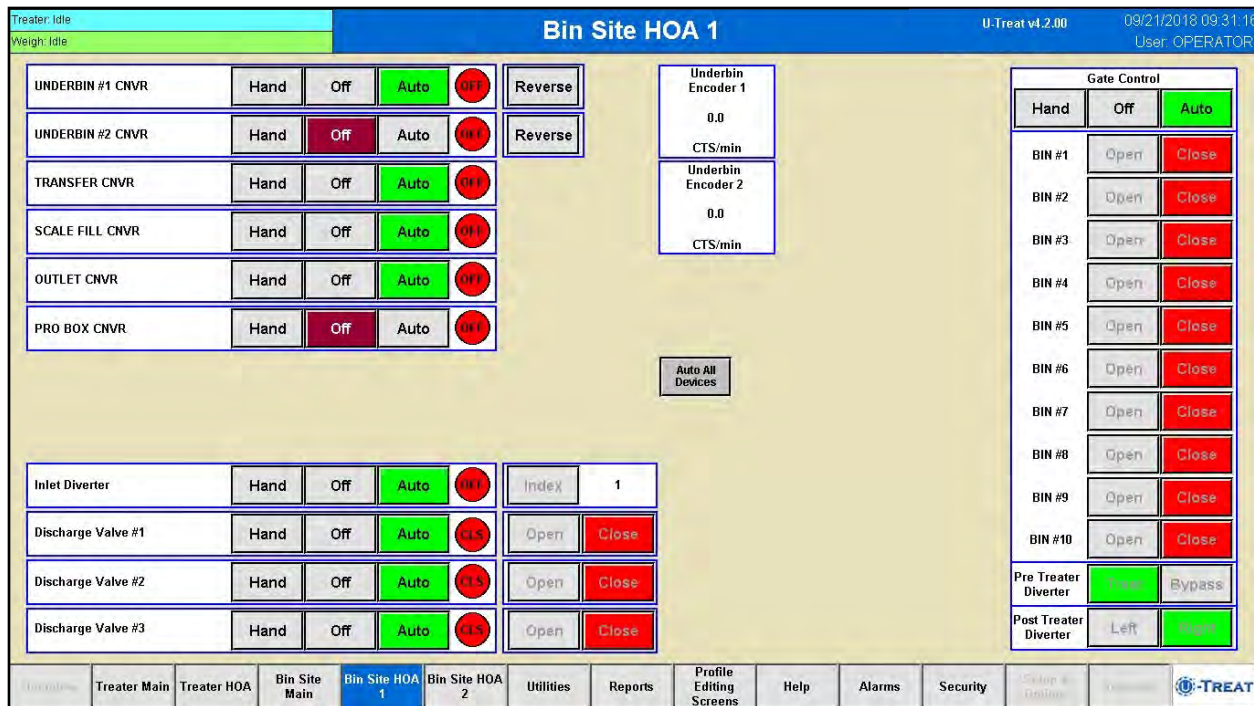 Treater: Idle
Weigh: Idle
Bin Site HOA 1
U-Treat v4.2.00
09/21/2018 09:31:16
User: OPERATOR
UNDERBIN #1 CNVR Hand Off Auto OFF Reverse
UNDERBIN #2 CNVR Hand Off Auto OFF Reverse
TRANSFER CNVR Hand Off Auto OFF
SCALE FILL CNVR Hand Off Auto OFF
OUTLET CNVR Hand Off Auto OFF
PRO BOX CNVR Hand Off Auto OFF
Underbin
Encoder 1
0.0
CTS/min
Underbin
Encoder 2
0.0
CTS/min
Auto All
Devices
Inlet Diverter Hand Off Auto OFF Index 1
Discharge Valve #1 Hand Off Auto CLS Open Close
Discharge Valve #2 Hand Off Auto CLS Open Close
Discharge Valve #3 Hand Off Auto CLS Open Close
Gate Control
Hand Off Auto
BIN #1 Open Close
BIN #2 Open Close
BIN #3 Open Close
BIN #4 Open Close
BIN #5 Open Close
BIN #6 Open Close
BIN #7 Open Close
BIN #8 Open Close
BIN #9 Open Close
BIN #10 Open Close
Pre Treater
Diverter
Bypass
Post Treater
Diverter
Left Right
Treater Main
Treater HOA
Bin Site
Main
Bin Site HOA
1
Bin Site HOA
2
Utilities
Reports
Profile
Editing
Screens
Help
Alarms
Security
U-TREAT